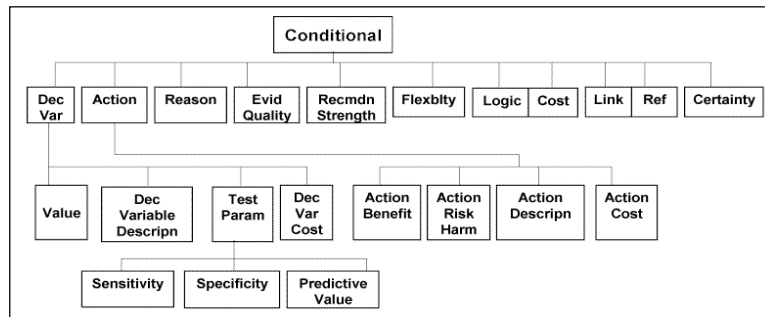 Conditional
Dec
Var
Action
Reason
Evid
Quality
Recmdn
Strength
Flexblty
Logic
Cost
Link
Ref
Certainty
Value
Dec
Variable
Descripn
Test
Param
Dec
Var
Cost
Action
Benefit
Action
Risk
Harm
Action
Descripn
Action
Cost
Sensitivity
Specificity
Predictive
Value